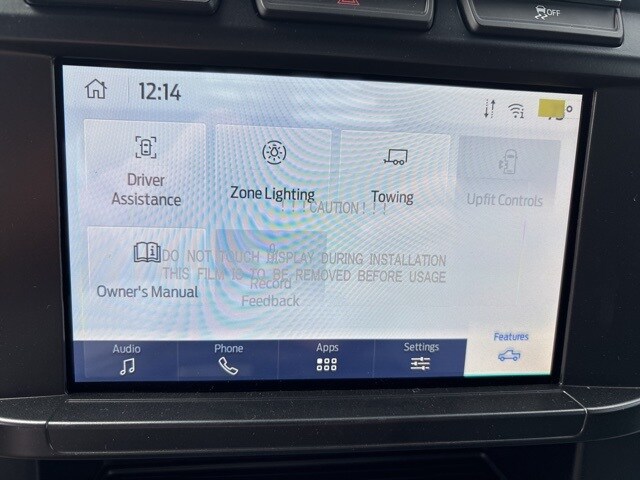 OFF
12:14
Driver
Assistance
Zone Lighting
Towing
Upfit Controls
! ! !CAUTION! ! !
DO NOT TOUCH DISPLAY DURING INSTALLATION
THIS FILM IS TO BE REMOVED BEFORE USAGE
Owner's Manual
Record
Feedback
Audio
Phone
Apps
Settings
Features